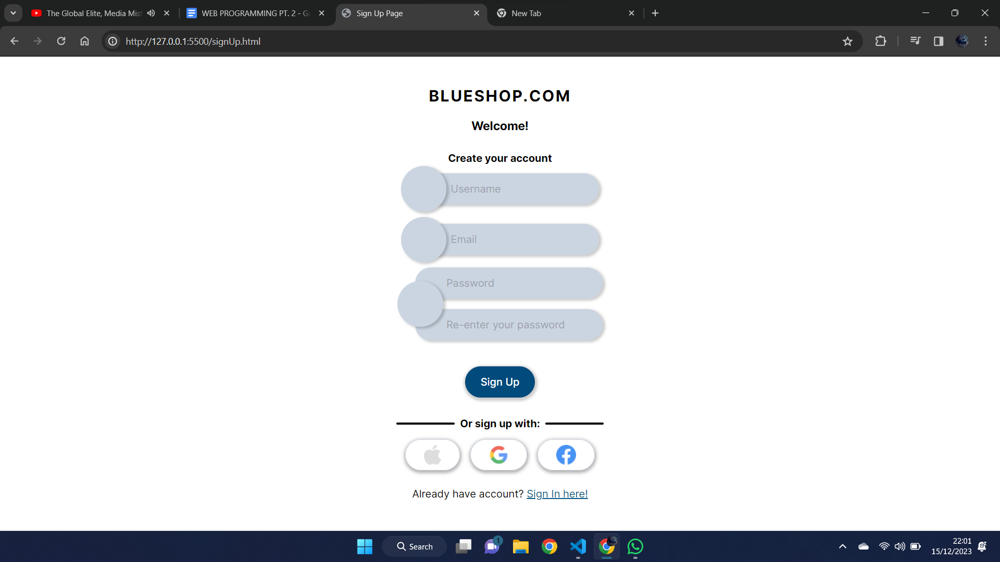 The Global Elite, Media Mist
WEB PROGRAMMING PT. 2 - Go
Sign Up Page
New Tab
http://127.0.0.1:5500/signUp.html
BLUESHOP.COM
Welcome!
Create your account
Username
Email
Password
Re-enter your password
Sign Up
Or sign up with:
Already have account? Sign In here!
Search
1
22:01
15/12/2023